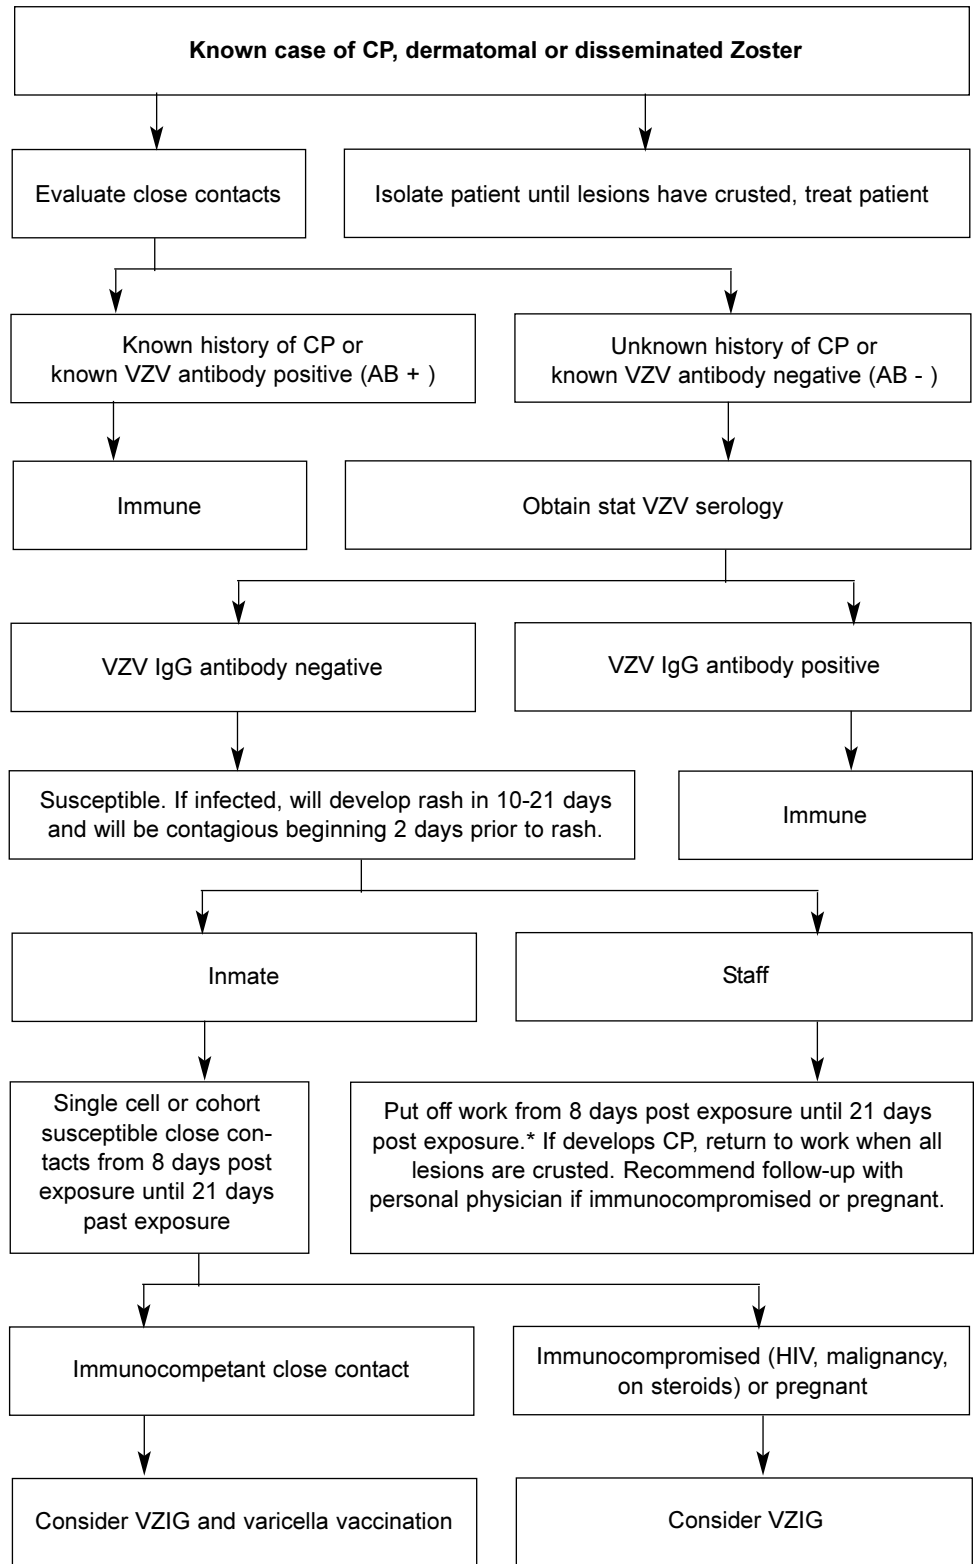 Known case of CP, dermatomal or disseminated Zoster
Evaluate close contacts
Isolate patient until lesions have crusted, treat patient
Known history of CP or
known VZV antibody positive (AB + )
Unknown history of CP or
known VZV antibody negative (AB - )
Immune
Obtain stat VZV serology
VZV IgG antibody negative
VZV IgG antibody positive
Susceptible. If infected, will develop rash in 10-21 days
and will be contagious beginning 2 days prior to rash.
Immune
Inmate
Staff
Single cell or cohort
susceptible close con-
tacts from 8 days post
exposure until 21 days
past exposure
Put off work from 8 days post exposure until 21 days
post exposure.* If develops CP, return to work when all
lesions are crusted. Recommend follow-up with
personal physician if immunocompromised or pregnant.
Immunocompetant close contact
Immunocompromised (HIV, malignancy,
on steroids) or pregnant
Consider VZIG and varicella vaccination
Consider VZIG